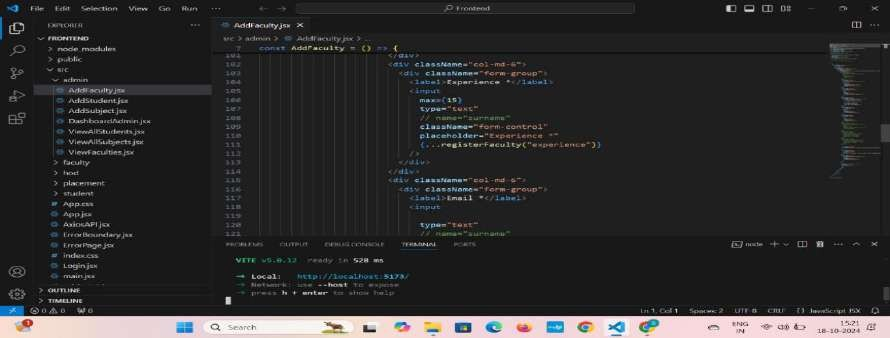 File Edit Selection View Go Run ... Frontend
EXPLORER
FRONTEND
node_modules
public
src
admin
AddFaculty.jsx
AddStudent.jsx
AddSubject.jsx
DashboardAdmin.jsx
ViewAllStudents.jsx
ViewAllSubjects.jsx
ViewFaculties.jsx
faculty
hod
placement
student
App.css
App.jsx
AxiosAPI.jsx
ErrorBoundary.jsx
ErrorPage.jsx
index.css
Login.jsx
main.jsx
OUTLINE
TIMELINE
AddFaculty.jsx
src > admin > AddFaculty.jsx > ...
7 const AddFaculty = () => {
101 </div>
102 <div className="col-md-6">
103 <div className="form-group">
104 <label>Experience *</label>
105 <input
106 max={15}
107 type="text"
108 // name="surname"
109 className="form-control"
110 placeholder="Experience *"
111 {...registerFaculty("experience")}
112 />
113 </div>
114 </div>
115 <div className="col-md-6">
116 <div className="form-group">
117 <label>Email *</label>
118 <input
119
120 type="text"
121 // name="surname"
PROBLEMS OUTPUT DEBUG CONSOLE TERMINAL PORTS node
VITE v5.0.12 ready in 528 ms
➜ Local: http://localhost:5173/
➜ Network: use --host to expose
➜ press h + enter to show help
0 0 0 Ln 1, Col 1 Spaces: 2 UTF-8 CRLF {} JavaScript JSX
Search
ENG
IN
15:21
18-10-2024